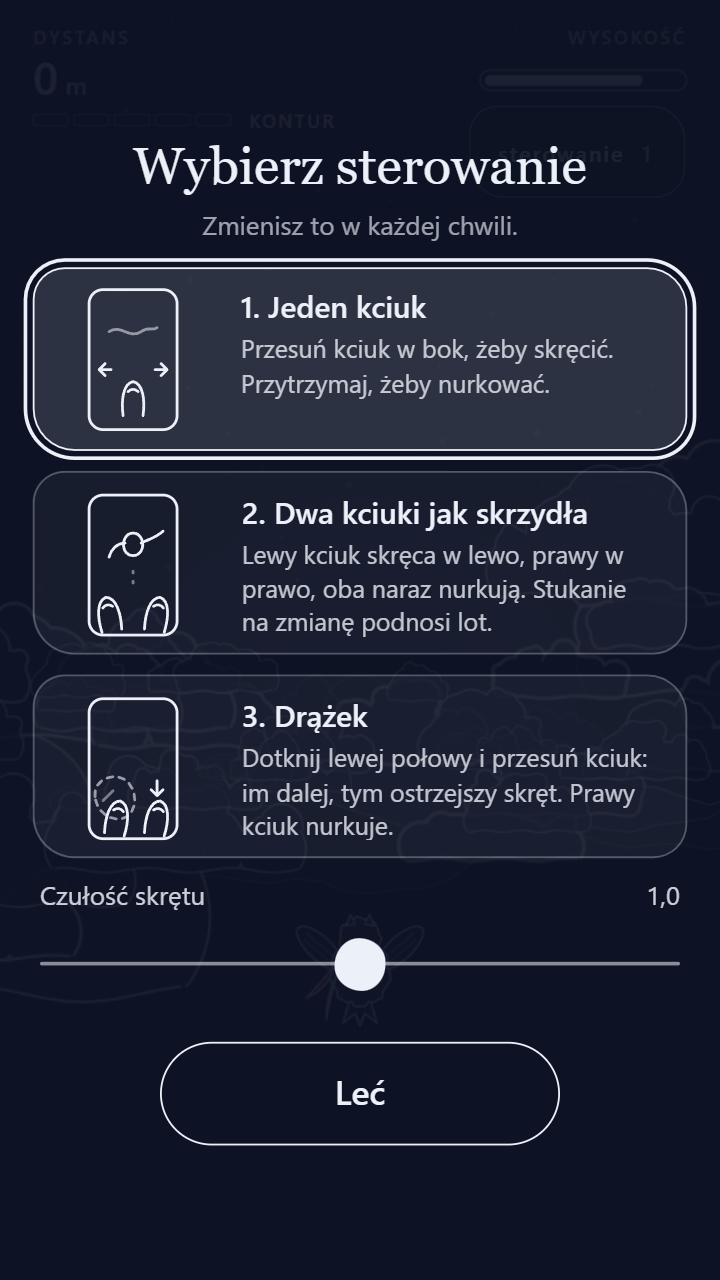 DYSTANS
WYSOKOŚĆ
0 m
KONTUR
sterowanie 1
Wybierz sterowanie
Zmienisz to w każdej chwili.
1. Jeden kciuk
Przesuń kciuk w bok, żeby skręcić.
Przytrzymaj, żeby nurkować.
2. Dwa kciuki jak skrzydła
Lewy kciuk skręca w lewo, prawy w
prawo, oba naraz nurkują. Stukanie
na zmianę podnosi lot.
3. Drążek
Dotknij lewej połowy i przesuń kciuk:
im dalej, tym ostrzejszy skręt. Prawy
kciuk nurkuje.
Czułość skrętu
1,0
Leć